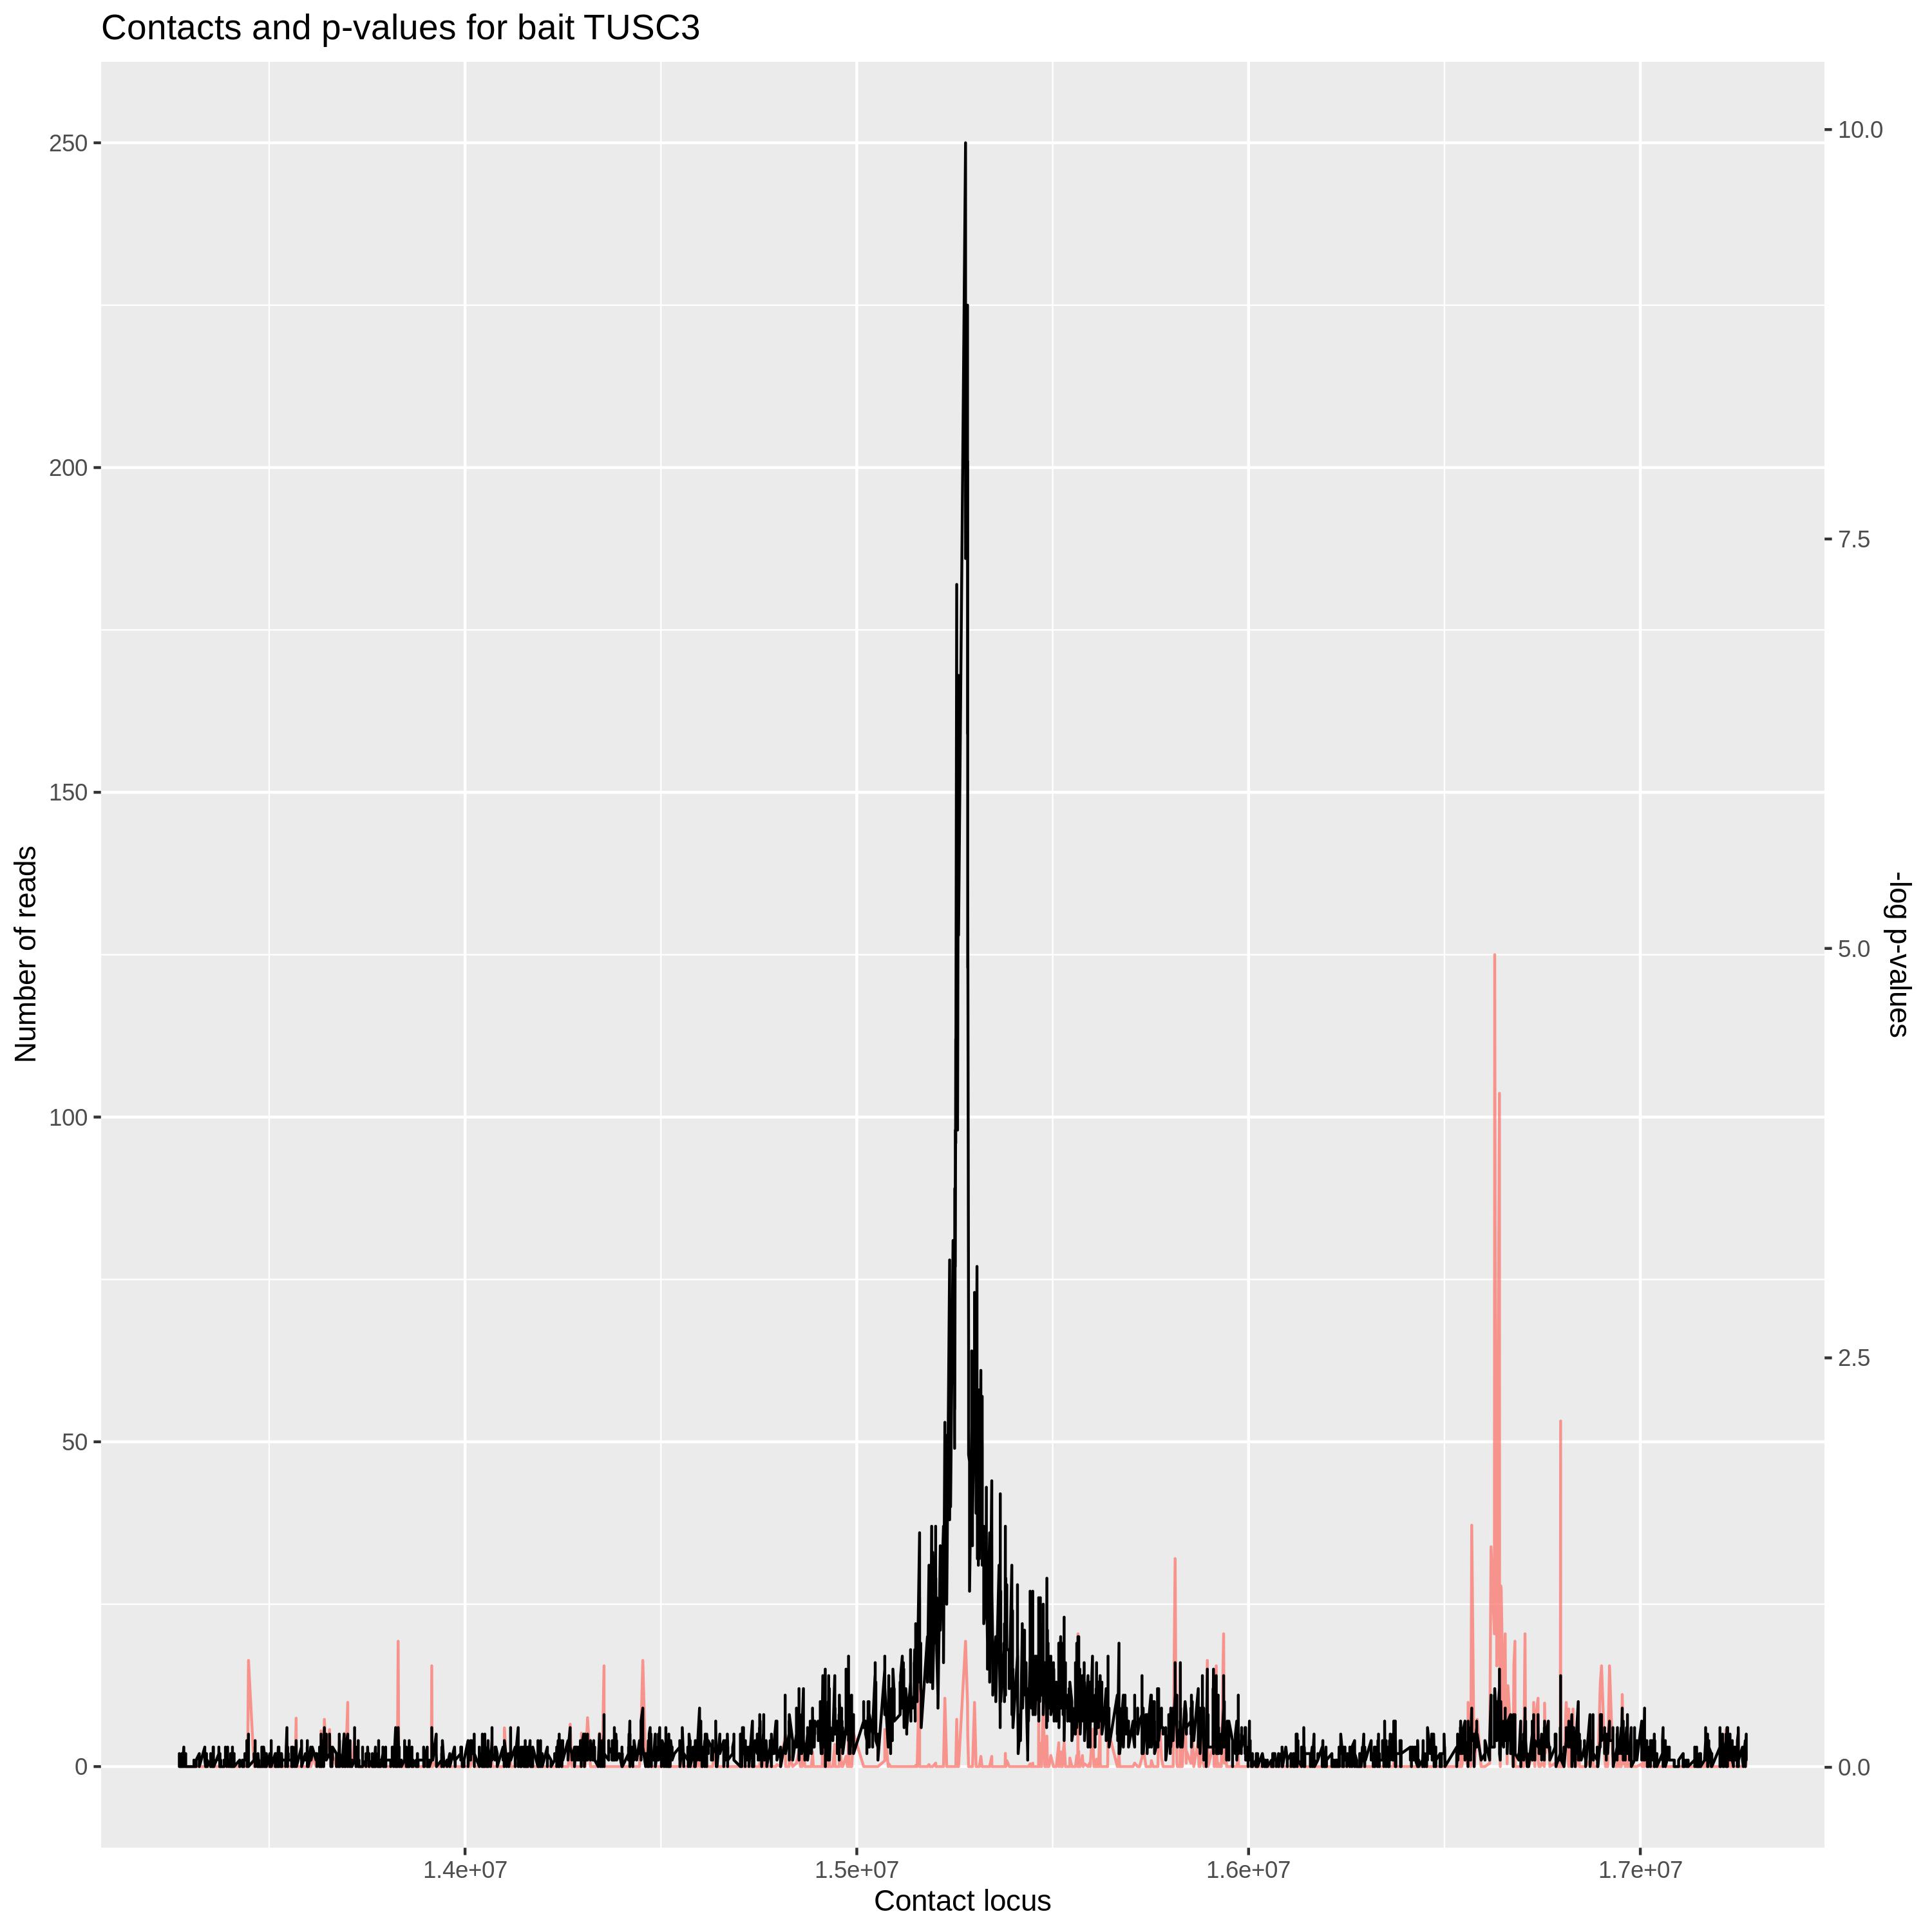 Contacts and p-values for bait TUSC3
250
200
150
100
50
0
Number of reads
10.0
7.5
5.0
2.5
0.0
-log p-values
1.4e+07
1.5e+07
1.6e+07
1.7e+07
Contact locus